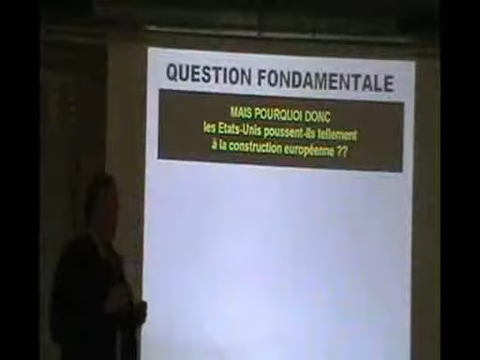 QUESTION FONDAMENTALE
MAIS POURQUOI DONC
les Etats-Unis poussent-ils tellement
à la construction européenne ??